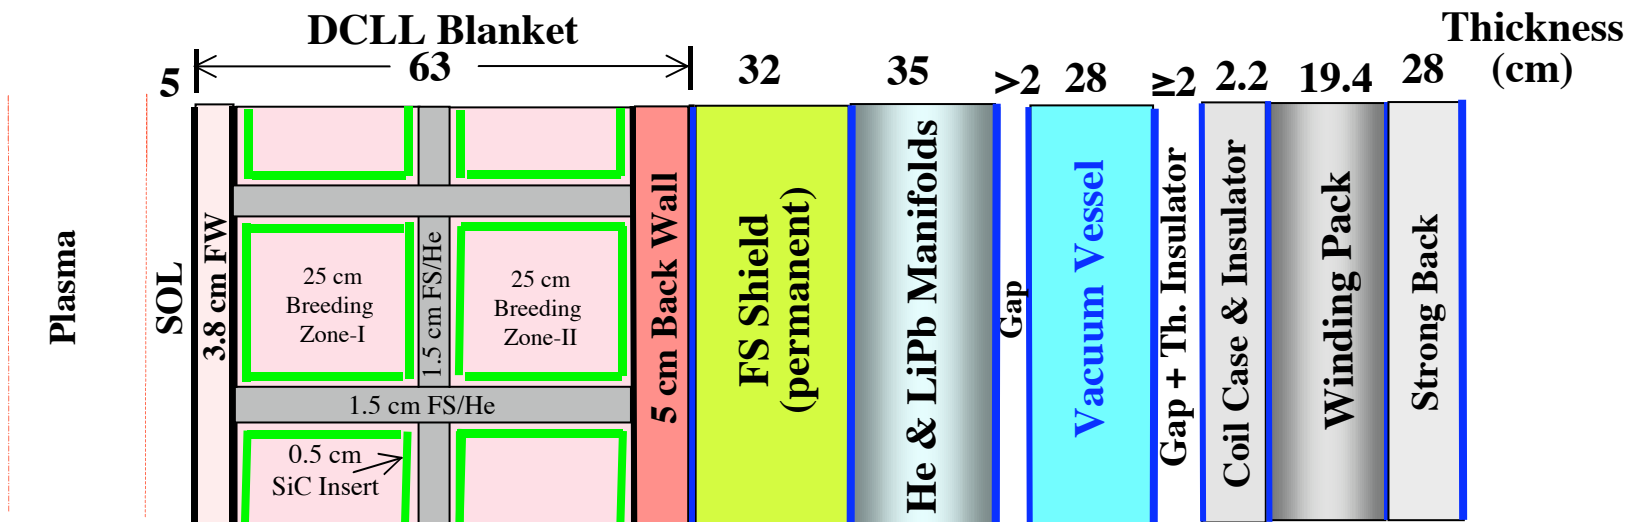 DCLL Blanket
Thickness
(cm)
5
63
32
35
>2
28
≥2
2.2
19.4
28
Plasma
SOL
3.8 cm FW
25 cm
Breeding
Zone-I
1.5 cm FS/He
25 cm
Breeding
Zone-II
1.5 cm FS/He
0.5 cm
SiC Insert
5 cm Back Wall
FS Shield
(permanent)
He & LiPb Manifolds
Gap
Vacuum Vessel
Gap + Th. Insulator
Coil Case & Insulator
Winding Pack
Strong Back